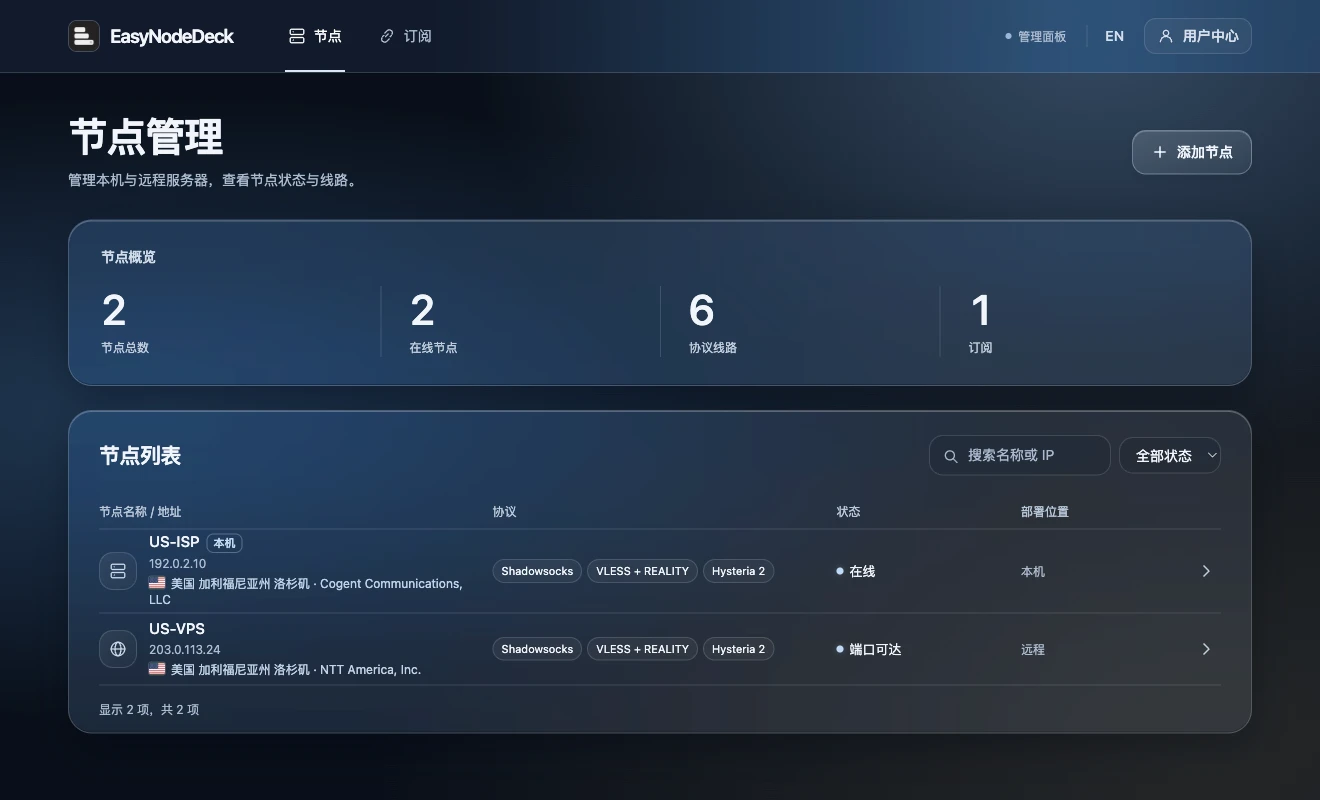 EasyNodeDeck
节点
订阅
管理面板
EN
用户中心
节点管理
管理本机与远程服务器，查看节点状态与线路。
添加节点
节点概览
2
节点总数
2
在线节点
6
协议线路
1
订阅
节点列表
搜索名称或 IP
全部状态
节点名称 / 地址
协议
状态
部署位置
US-ISP 本机
192.0.2.10
美国 加利福尼亚州 洛杉矶 · Cogent Communications,
LLC
Shadowsocks
VLESS + REALITY
Hysteria 2
在线
本机
US-VPS
203.0.113.24
美国 加利福尼亚州 洛杉矶 · NTT America, Inc.
Shadowsocks
VLESS + REALITY
Hysteria 2
端口可达
远程
显示 2 项，共 2 项